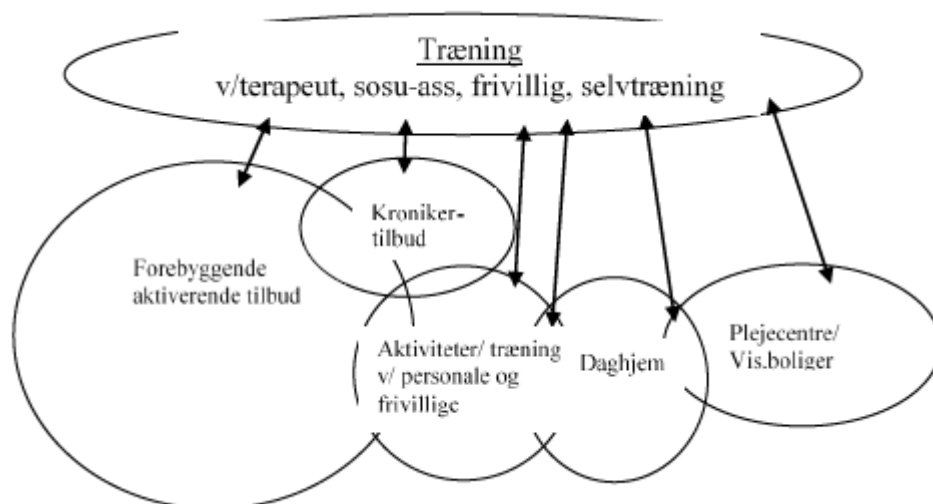 Træning
v/terapeut, sosu-ass, frivillig, selvtræning
Kroniker-
tilbud
Forebyggende
aktiverende tilbud
Aktiviteter/ træning
v/ personale og
frivillige
Daghjem
Plejecentre/
Vis.boliger